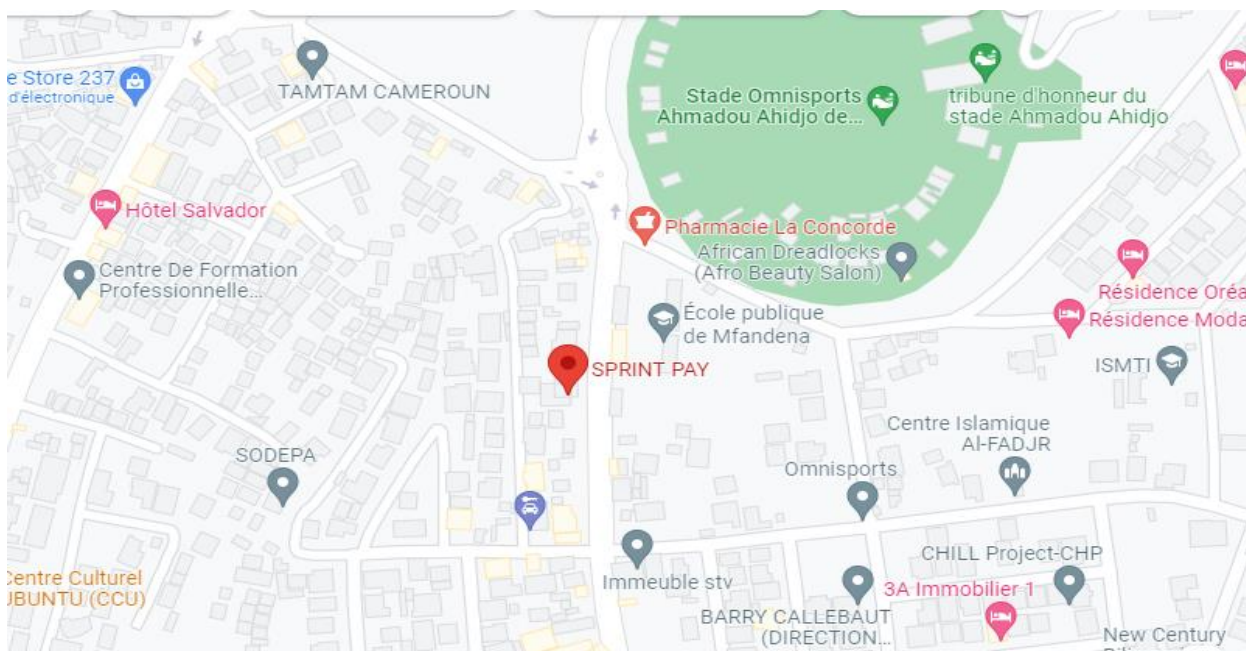 e Store 237
d'électronique
TAMTAM CAMEROUN
Stade Omnisports
Ahmadou Ahidjo de...
tribune d'honneur du
stade Ahmadou Ahidjo
Hôtel Salvador
Pharmacie La Concorde
Centre De Formation
Professionnelle...
African Dreadlocks
(Afro Beauty Salon)
Résidence Oréa
École publique
de Mfandena
Résidence Moda
SPRINT PAY
ISMTI
Centre Islamique
Al-FADJR
SODEPA
Omnisports
CHILL Project-CHP
Centre Culturel
UBUNTU (CCU)
Immeuble stv
3A Immobilier 1
BARRY CALLEBAUT
(DIRECTION...
New Century